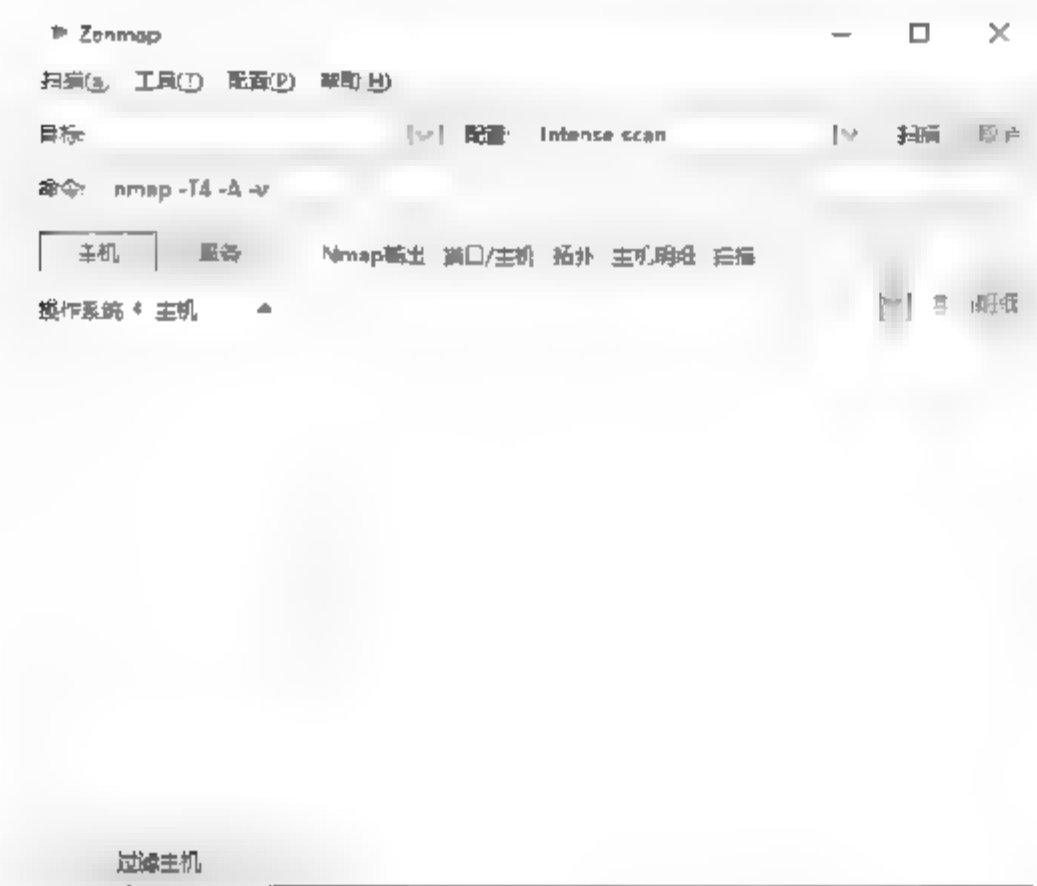 Zenmap
扫描(S) 工具(T) 配置(P) 帮助(H)
目标: 配置: Intense scan 扫描
命令: nmap -T4 -A -v
主机 服务 Nmap输出 端口/主机 拓扑 主机明细 扫描
操作系统 主机 明细
过滤主机